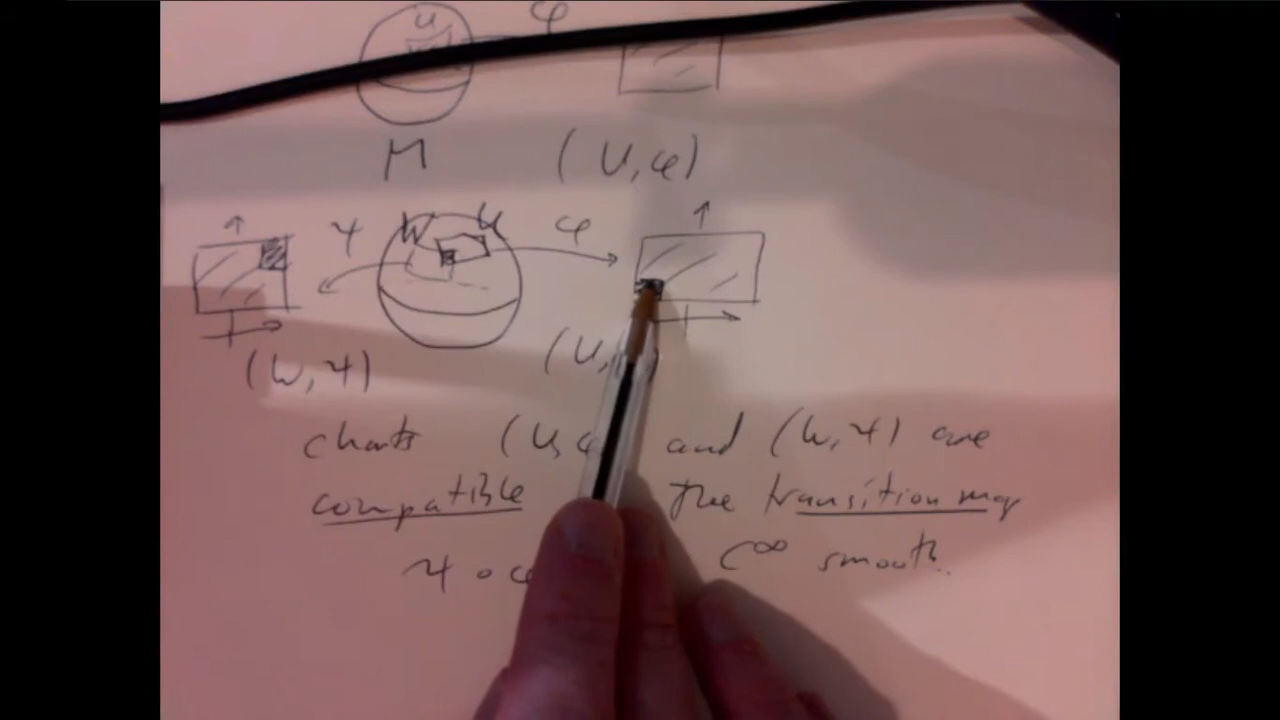 U φ
M (U, φ)
ψ W U φ
(W, ψ) (U,
charts (U, φ and (W, ψ) are
compatible the transition map
ψ ∘ φ C∞ smooth.